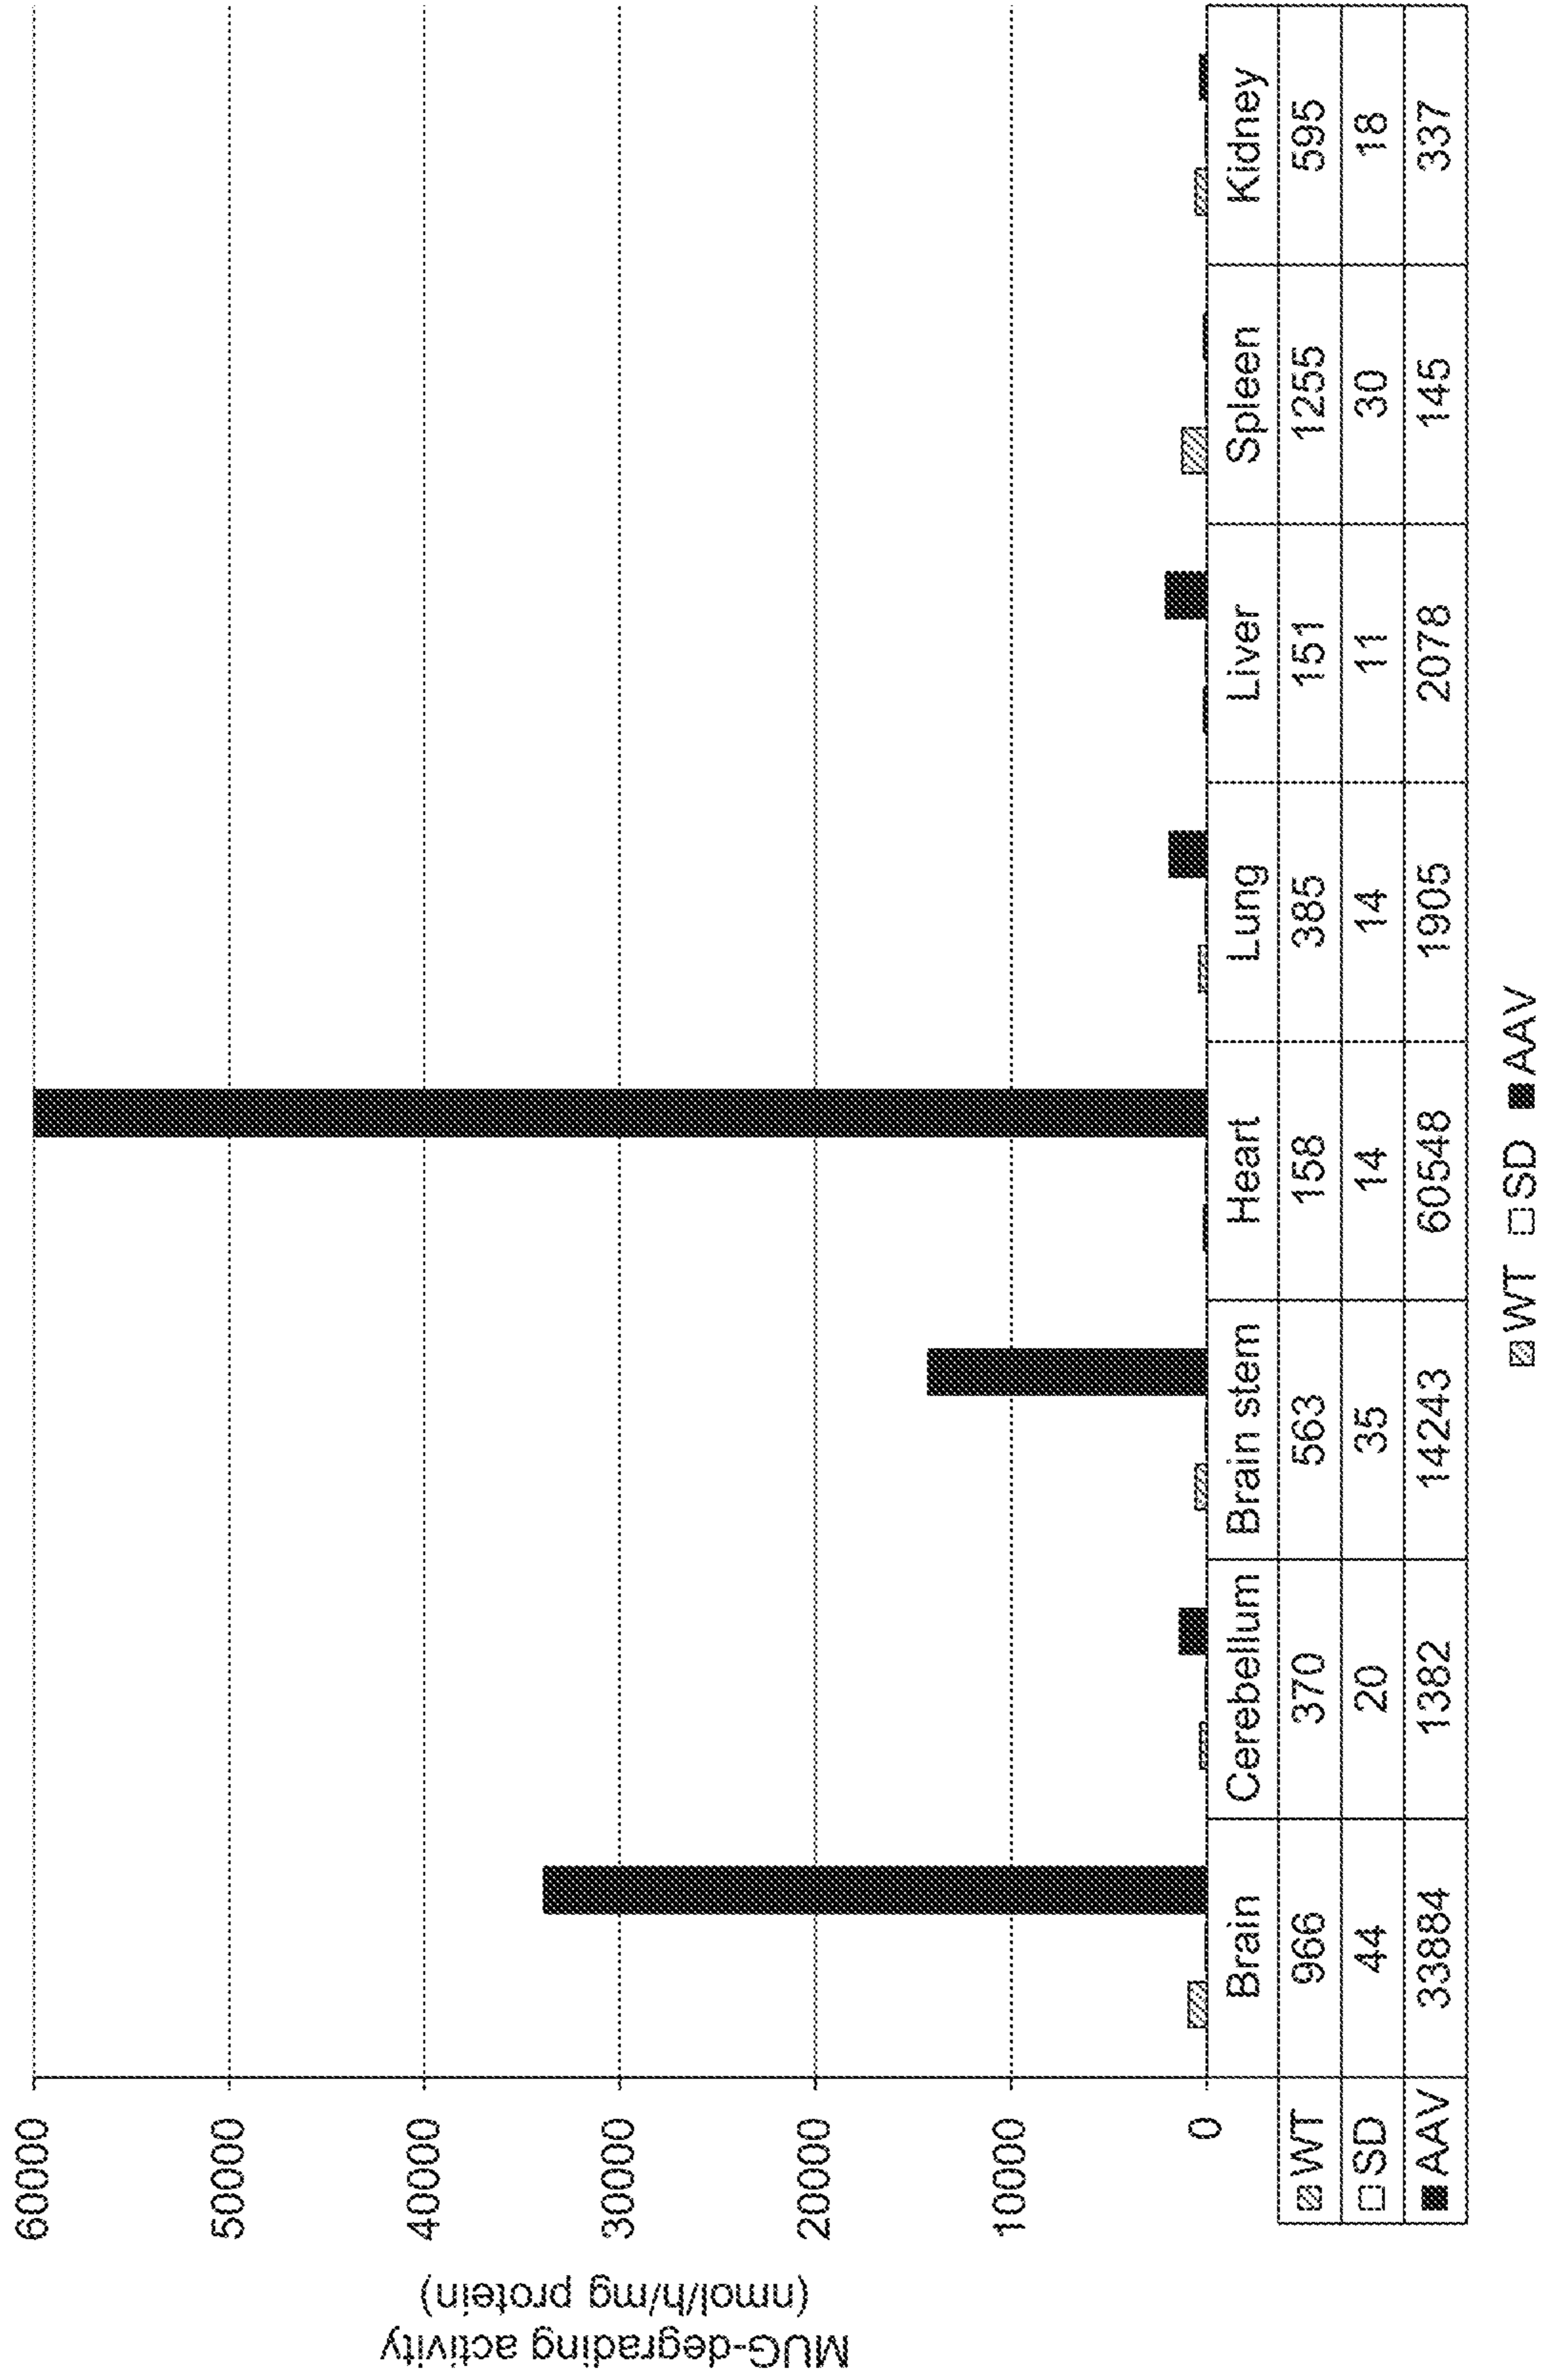 MUG-degrading activity
(nmol/h/mg protein)
60000
50000
40000
30000
20000
10000
0
Brain Cerebellum Brain stem Heart Lung Liver Spleen Kidney
WT 966 370 563 158 385 151 1255 595
SD 44 20 35 14 14 11 30 18
AAV 33884 1382 14243 60548 1905 2078 145 337
WT SD AAV